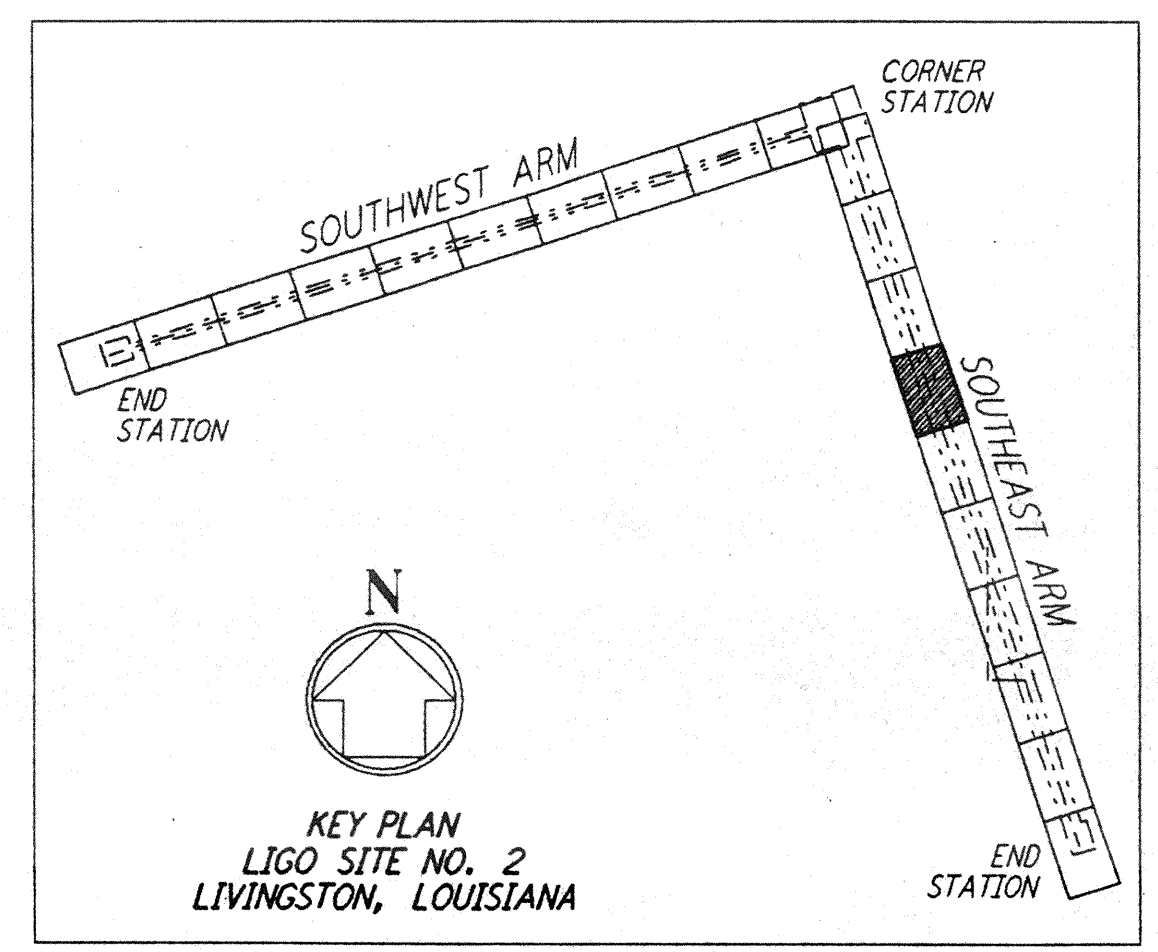 CORNER
STATION
SOUTHWEST ARM
END
STATION
SOUTHEAST ARM
N
KEY PLAN
LIGO SITE NO. 2
LIVINGSTON, LOUISIANA
END
STATION